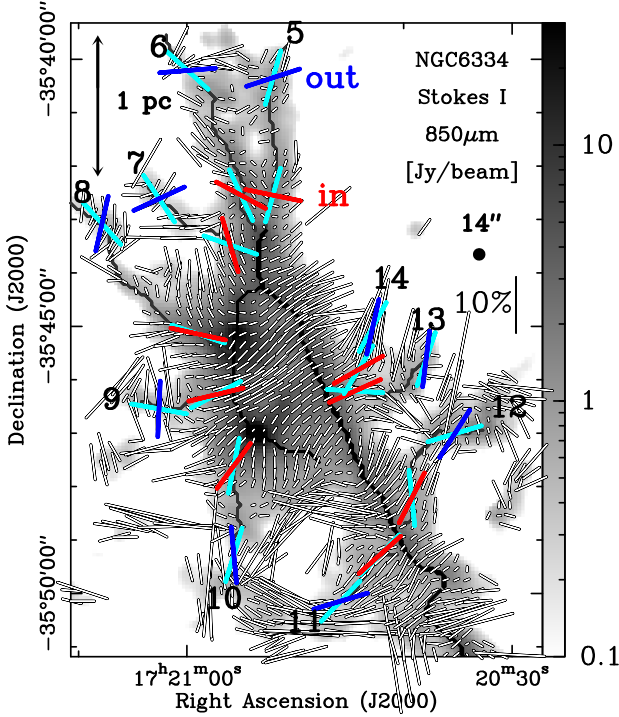 NGC6334
Stokes I
850μm
[Jy/beam]
14"
10%
1 pc
out
in
5
6
7
8
9
10
11
12
13
14
−35°40'00"
−35°45'00"
−35°50'00"
Declination (J2000)
17h21m00s
20m30s
Right Ascension (J2000)
10
1
0.1